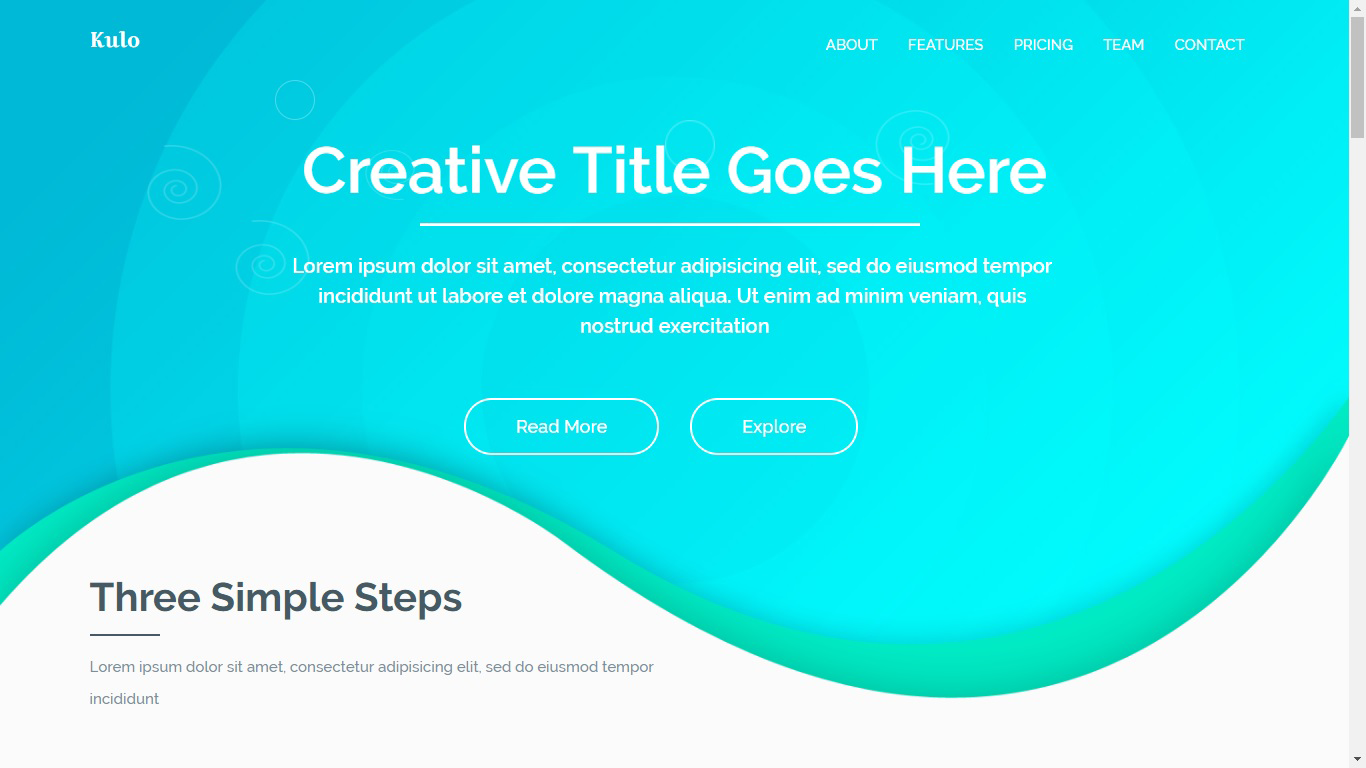 Kulo
ABOUT FEATURES PRICING TEAM CONTACT
Creative Title Goes Here
Lorem ipsum dolor sit amet, consectetur adipisicing elit, sed do eiusmod tempor
incididunt ut labore et dolore magna aliqua. Ut enim ad minim veniam, quis
nostrud exercitation
Read More Explore
Three Simple Steps
Lorem ipsum dolor sit amet, consectetur adipisicing elit, sed do eiusmod tempor
incididunt